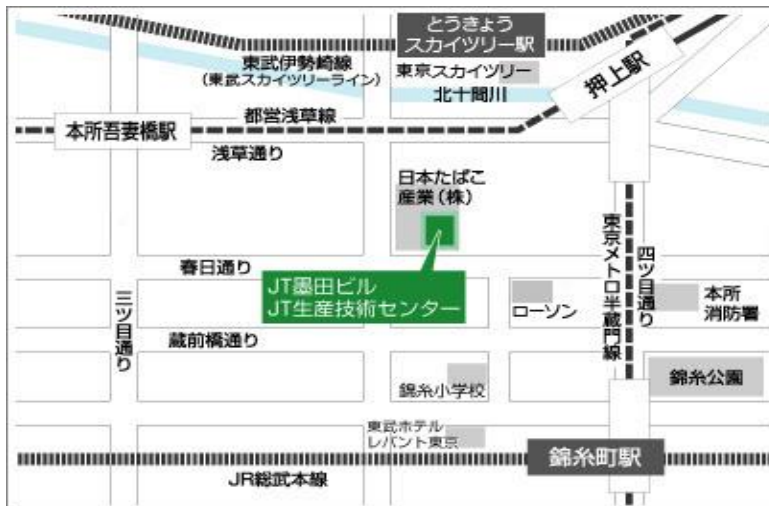 とうきょう
スカイツリー駅
東武伊勢崎線
(東武スカイツリーライン)
東京スカイツリー
押上駅
北十間川
都営浅草線
本所吾妻橋駅
浅草通り
日本たばこ
産業(株)
東京メトロ半蔵門線
四ツ目通り
春日通り
JT墨田ビル
JT生産技術センター
三ツ目通り
ローソン
本所
消防署
蔵前橋通り
錦糸小学校
錦糸公園
東武ホテル
レバント東京
錦糸町駅
JR総武本線